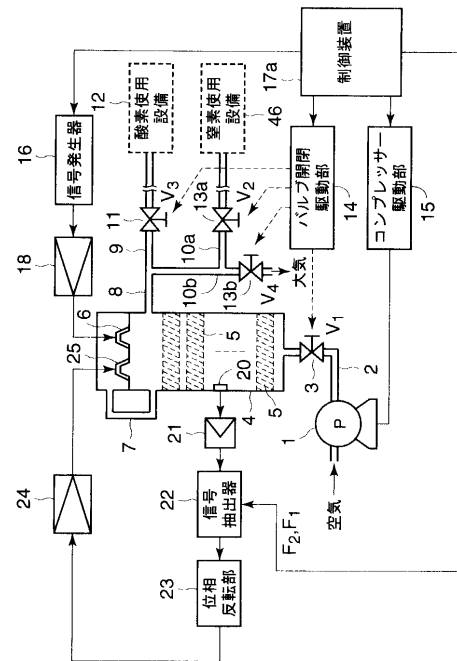 16
信号発生器
18
24
12
酸素使用
設備
窒素使用
設備
46
11
V3
13a
V2
9
10a
8
10b
13b
V4
大気
制御装置
17a
バルブ開閉
駆動部
14
コンプレッサー
駆動部
15
6
25
7
5
20
4
5
21
22
信号
抽出器
F2,F1
23
位相
反転部
V1
3
2
1
P
空気